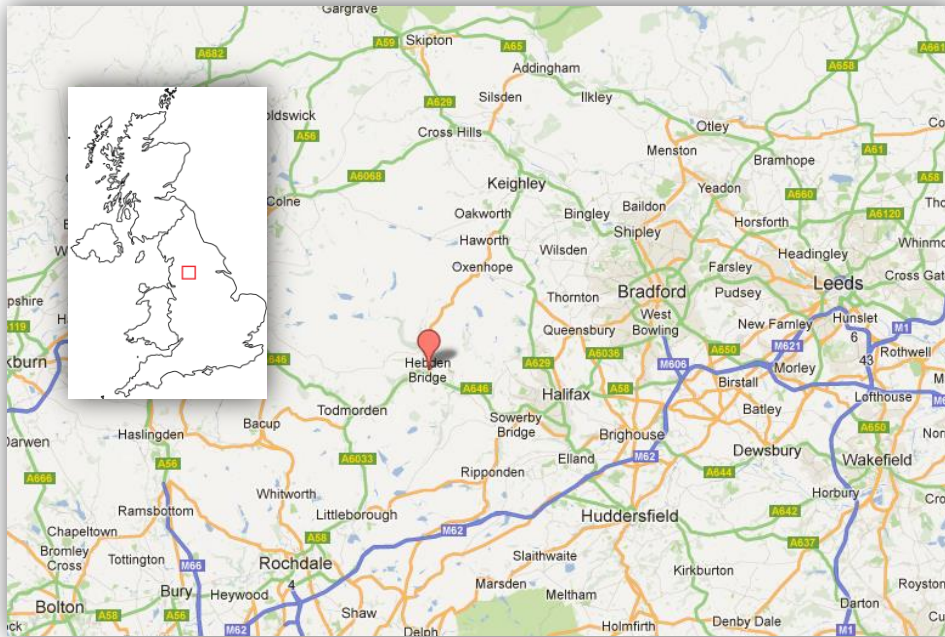 Gargrave
A59
Skipton
A682
A65
A661
A658
Addingham
Silsden
Ilkley
A629
oldswick
A56
Cross Hills
Otley
Menston
Bramhope
A61
A6068
A58
Keighley
Yeadon
A660
Colne
Baildon
Oakworth
Bingley
Horsforth
A6120
Shipley
Haworth
Wilsden
Headingley
Whinmo
Oxenhope
Farsley
Cross Gat
Thornton
Bradford
Pudsey
Leeds
pshire
119
Queensbury
West
Bowling
New Farnley
Hunslet
M1
6
M621
Rothwell
kburn
646
Hebden
Bridge
A629
A6036
M606
A650
43
Morley
A646
Halifax
A58
Birstall
Lofthouse
Todmorden
Sowerby
Bridge
Batley
Bacup
Haslingden
Brighouse
A650
Darwen
Dewsbury
A56
A6033
Elland
M62
Wakefield
A666
Ripponden
A644
Whitworth
Horbury
Ramsbottom
Littleborough
Huddersfield
A642
Chapeltown
M62
A58
A637
Bromley
Cross
Tottington
M66
Rochdale
Slaithwaite
Kirkburton
4
Marsden
Royston
Bury
Heywood
Meltham
Bolton
A58
A56
Shaw
Darton
Denby Dale
M62
Delph
Holmfirth
M1